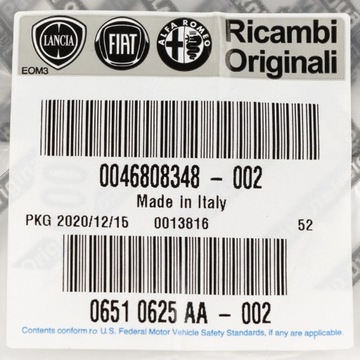 LANCIA FIAT ALFA ROMEO Ricambi
EOM3 Originali
0046808348 - 002
Made in Italy
PKG 2020/12/15 0013816 52
0651 0625 AA - 002
Contents conform to U.S. Federal Motor Vehicle Safety Standards, if any are applicable.